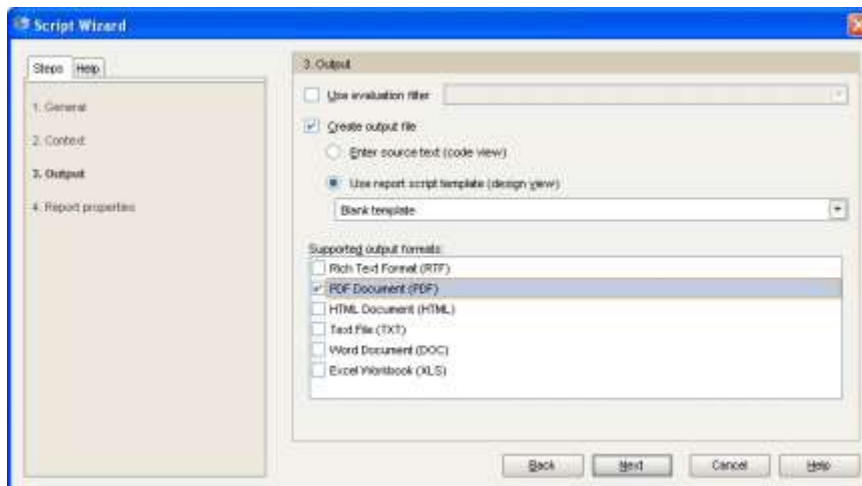 Script Wizard
Steps Help
1. General
2. Context
3. Output
4. Report properties
3. Output
Use evaluation filter
Create output file
Enter source text (code view)
Use report script template (design view)
Blank template
Supported output formats:
Rich Text Format (RTF)
PDF Document (PDF)
HTML Document (HTML)
Text File (TXT)
Word Document (DOC)
Excel Workbook (XLS)
Back Next Cancel Help